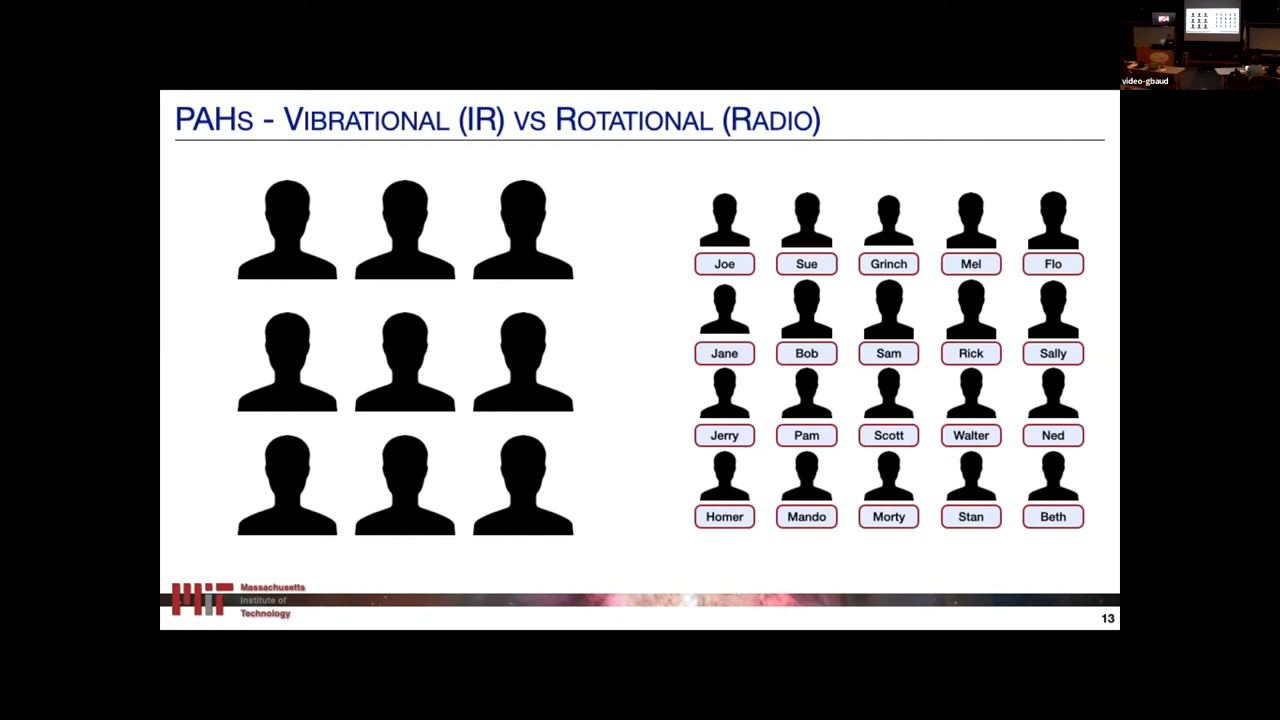 video-gbaud
PAHs - Vibrational (IR) vs Rotational (Radio)
Joe Sue Grinch Mel Flo
Jane Bob Sam Rick Sally
Jerry Pam Scott Walter Ned
Homer Mando Morty Stan Beth
MIT Massachusetts
Institute of
Technology
13